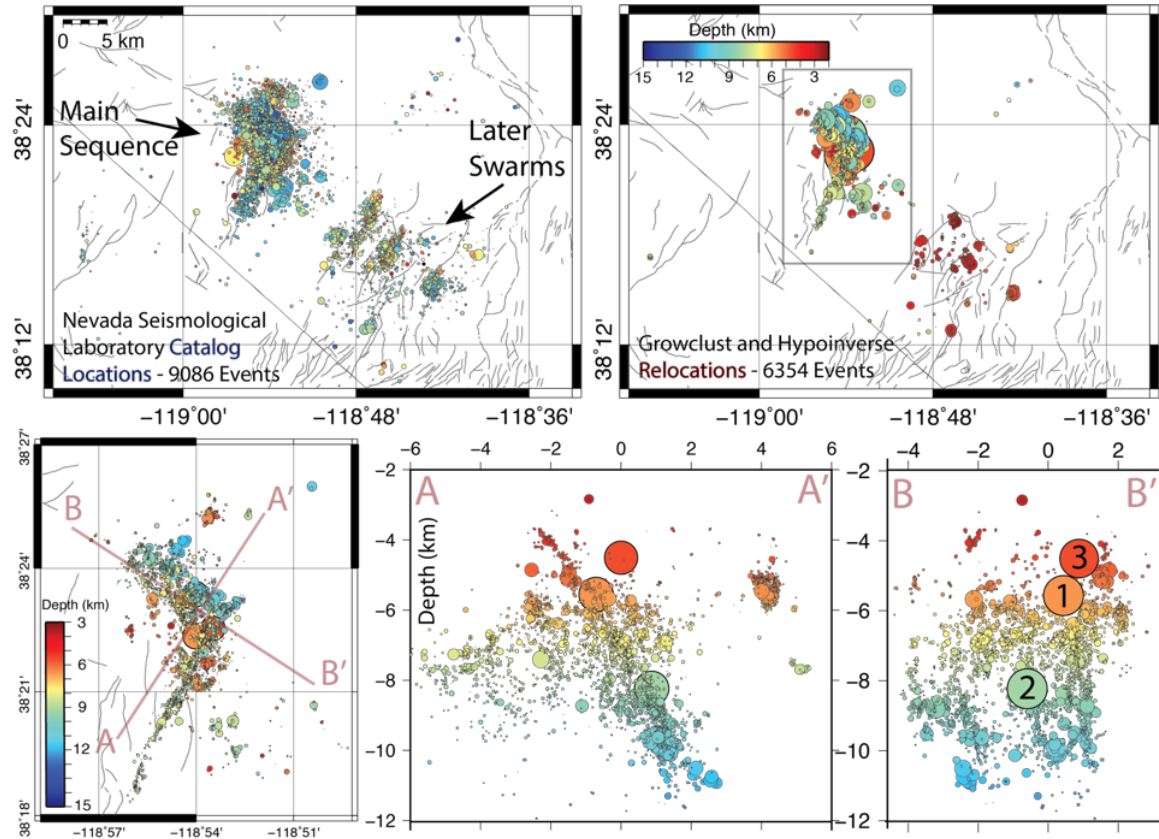 0 5 km
Main
Sequence
Later
Swarms
Nevada Seismological
Laboratory Catalog
Locations - 9086 Events
38°24'
38°12'
−119°00' −118°48' −118°36'
Depth (km)
15 12 9 6 3
38°24'
38°12'
Growclust and Hypoinverse
Relocations - 6354 Events
−119°00' −118°48' −118°36'
38°27'
38°24'
38°21'
38°18'
B A'
A B'
Depth (km)
3
6
9
12
15
−118°57' −118°54' −118°51'
−6 −4 −2 0 2 4 6
A A'
Depth (km)
−2
−4
−6
−8
−10
−12
−4 −2 0 2
B B'
−2
−4
−6
−8
−10
−12
3
1
2